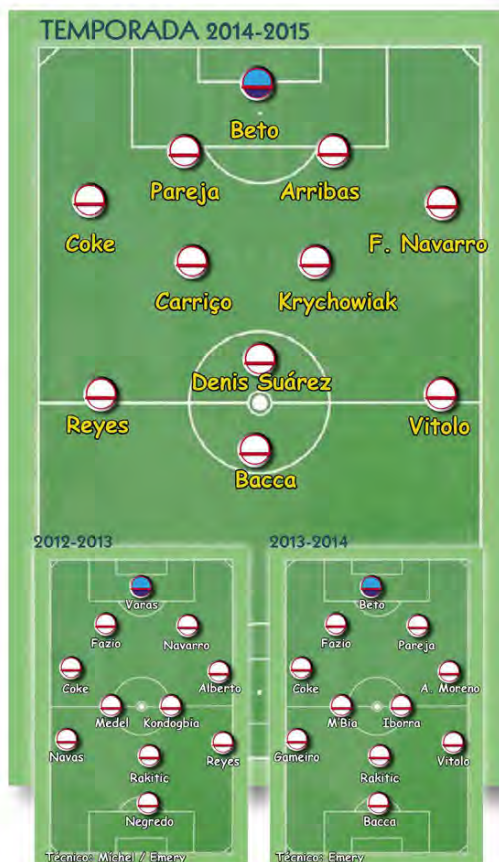 TEMPORADA 2014-2015
Beto
Pareja Arribas
Coke F. Navarro
Carriço Krychowiak
Denis Suárez
Reyes Vitolo
Bacca
2012-2013
Varas
Fazio Navarro
Coke Alberto
Medel Kondogbia
Navas Reyes
Rakitic
Negredo
Técnico: Michel / Emery
2013-2014
Beto
Fazio Pareja
Coke A. Moreno
M'Bia Iborra
Gameiro Vitolo
Rakitic
Bacca
Técnico: Emery